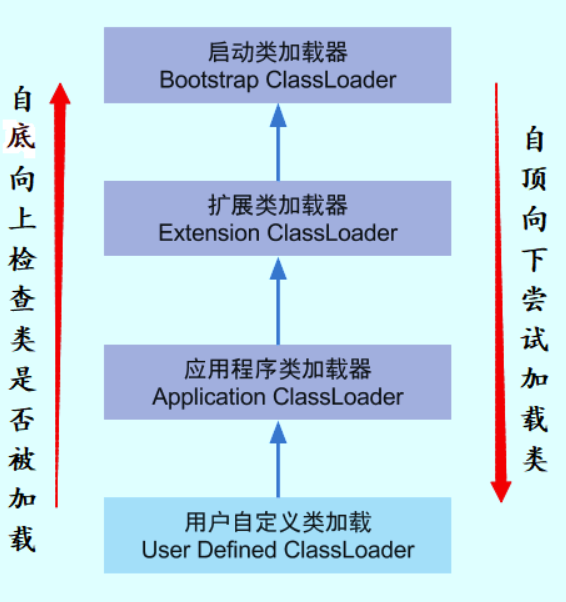 启动类加载器
Bootstrap ClassLoader
自底向上检查类是否被加载
扩展类加载器
Extension ClassLoader
自顶向下尝试加载类
应用程序类加载器
Application ClassLoader
用户自定义类加载
User Defined ClassLoader